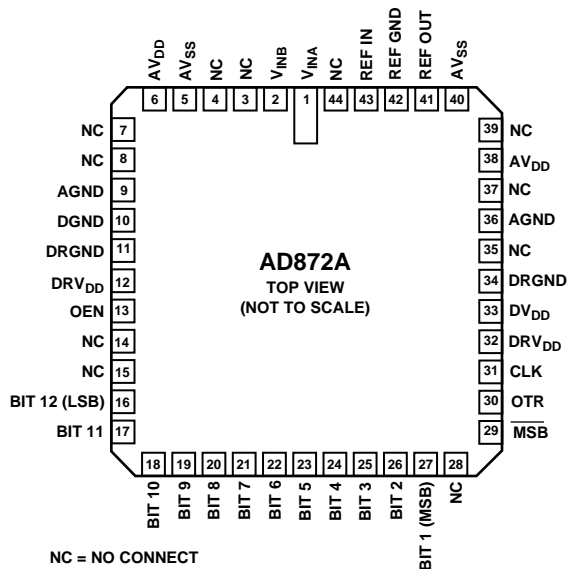 AVDD
AVSS
NC
NC
VINB
VINA
NC
REF IN
REF GND
REF OUT
AVSS
6 5 4 3 2 1 44 43 42 41 40
NC 7
NC 8
AGND 9
DGND 10
DRGND 11
DRVDD 12
OEN 13
NC 14
NC 15
BIT 12 (LSB) 16
BIT 11 17
39 NC
38 AVDD
37 NC
36 AGND
35 NC
34 DRGND
33 DVDD
32 DRVDD
31 CLK
30 OTR
29 MSB
AD872A
TOP VIEW
(NOT TO SCALE)
18 19 20 21 22 23 24 25 26 27 28
BIT 10
BIT 9
BIT 8
BIT 7
BIT 6
BIT 5
BIT 4
BIT 3
BIT 2
BIT 1 (MSB)
NC
NC = NO CONNECT